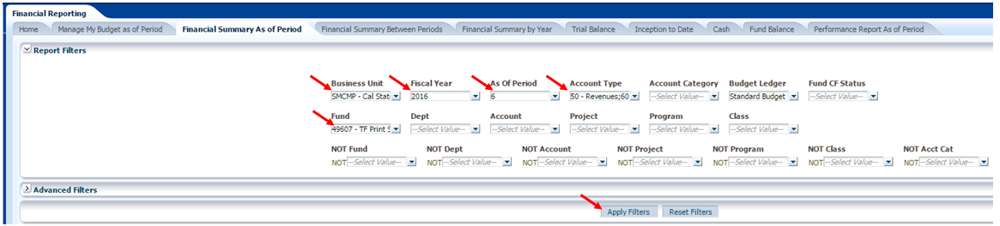 Financial Reporting
Home Manage My Budget as of Period Financial Summary As of Period Financial Summary Between Periods Financial Summary by Year Trial Balance Inception to Date Cash Fund Balance Performance Report As of Period
Report Filters
Business Unit Fiscal Year As Of Period Account Type Account Category Budget Ledger Fund CF Status
SMCMP - Cal Stat 2016 6 50 - Revenues;60 --Select Value-- Standard Budget --Select Value--
Fund Dept Account Project Program Class
49607 - TF Print S --Select Value-- --Select Value-- --Select Value-- --Select Value-- --Select Value--
NOT Fund NOT Dept NOT Account NOT Project NOT Program NOT Class NOT Acct Cat
NOT --Select Value-- NOT --Select Value-- NOT --Select Value-- NOT --Select Value-- NOT --Select Value-- NOT --Select Value-- NOT --Select Value--
Advanced Filters
Apply Filters Reset Filters